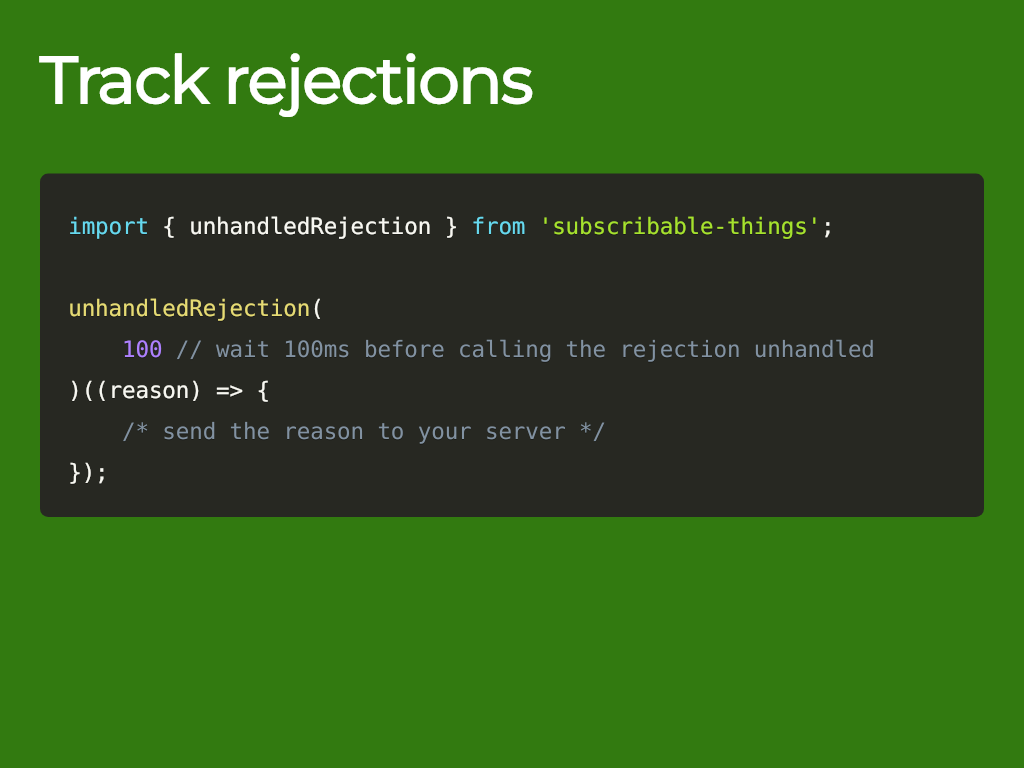 Track rejections
import { unhandledRejection } from 'subscribable-things';
unhandledRejection(
    100 // wait 100ms before calling the rejection unhandled
)((reason) => {
    /* send the reason to your server */
});